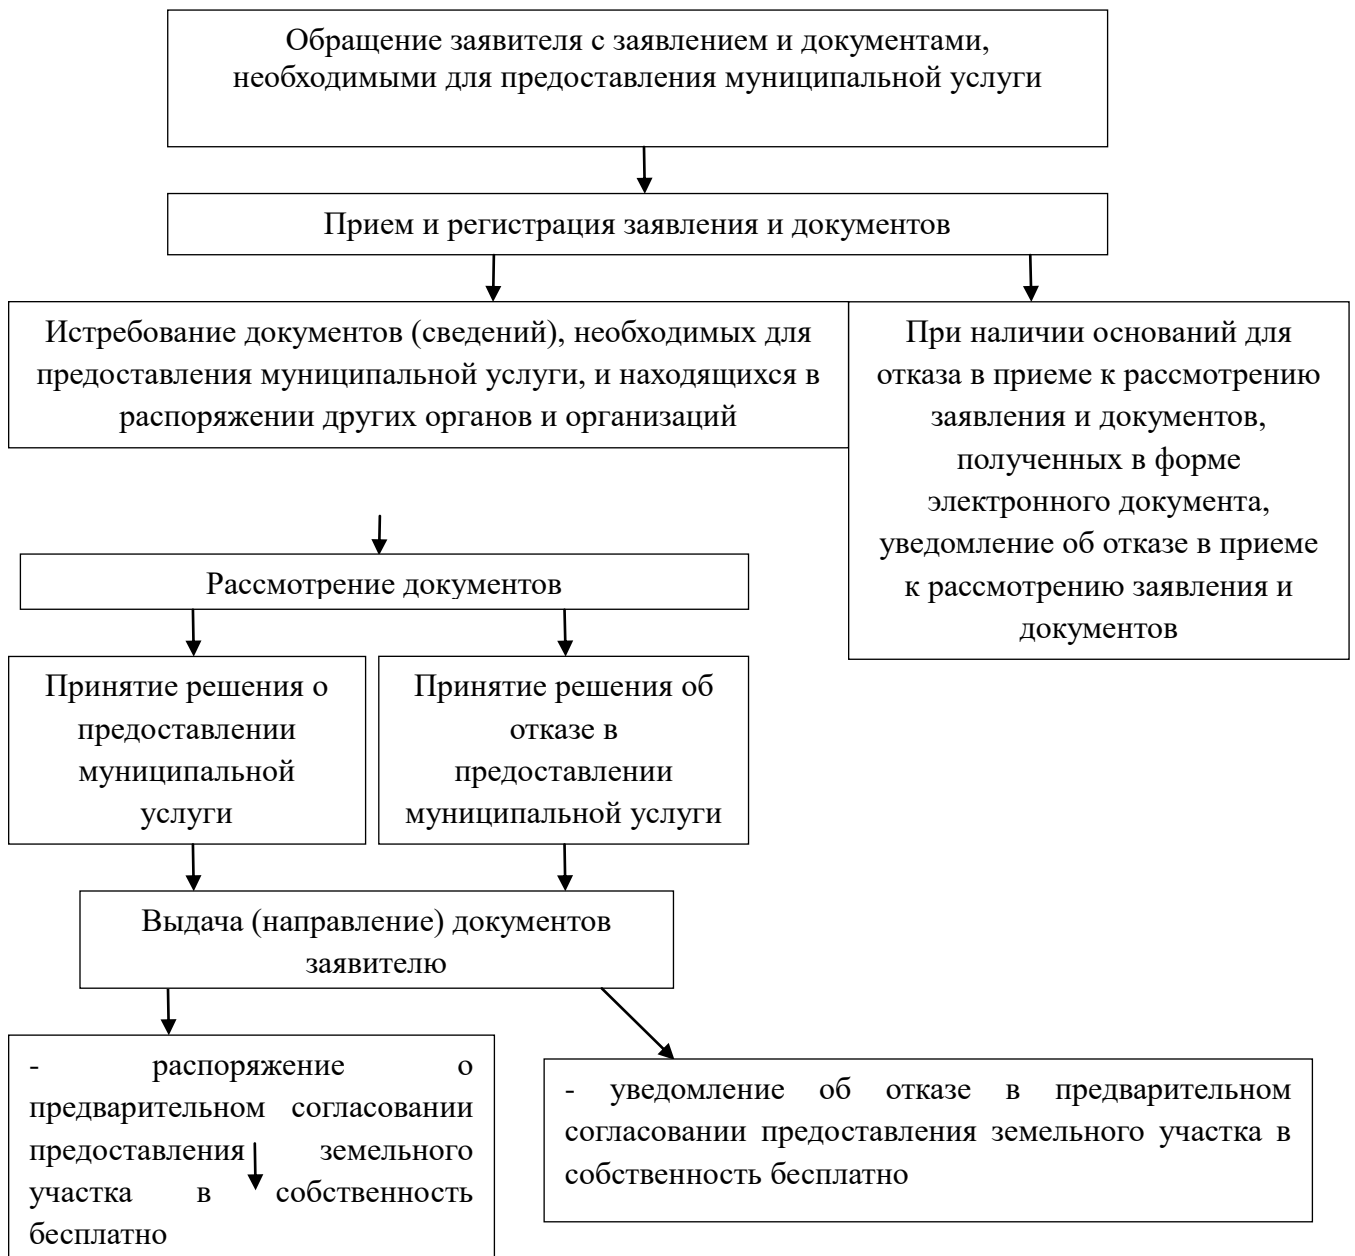 Обращение заявителя с заявлением и документами,
необходимыми для предоставления муниципальной услуги
Прием и регистрация заявления и документов
Истребование документов (сведений), необходимых для
предоставления муниципальной услуги, и находящихся в
распоряжении других органов и организаций
При наличии оснований для
отказа в приеме к рассмотрению
заявления и документов,
полученных в форме
электронного документа,
уведомление об отказе в приеме
к рассмотрению заявления и
документов
Рассмотрение документов
Принятие решения о
предоставлении
муниципальной
услуги
Принятие решения об
отказе в
предоставлении
муниципальной услуги
Выдача (направление) документов
заявителю
- распоряжение о
предварительном согласовании
предоставления земельного
участка в собственность
бесплатно
- уведомление об отказе в предварительном
согласовании предоставления земельного участка в
собственность бесплатно